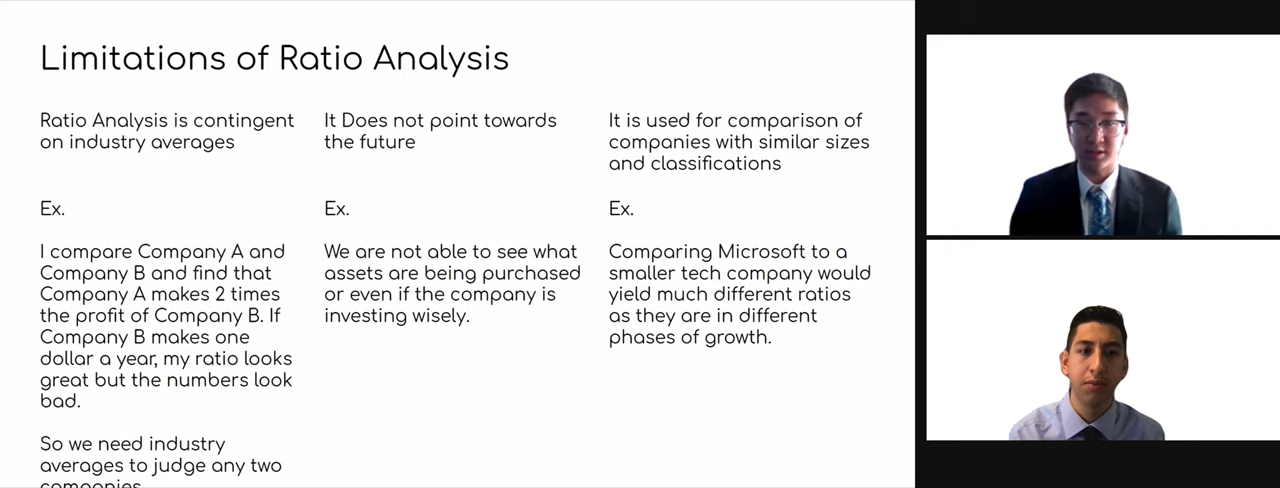 Limitations of Ratio Analysis
Ratio Analysis is contingent
on industry averages
Ex.
I compare Company A and
Company B and find that
Company A makes 2 times
the profit of Company B. If
Company B makes one
dollar a year, my ratio looks
great but the numbers look
bad.
So we need industry
averages to judge any two
companies
It Does not point towards
the future
Ex.
We are not able to see what
assets are being purchased
or even if the company is
investing wisely.
It is used for comparison of
companies with similar sizes
and classifications
Ex.
Comparing Microsoft to a
smaller tech company would
yield much different ratios
as they are in different
phases of growth.